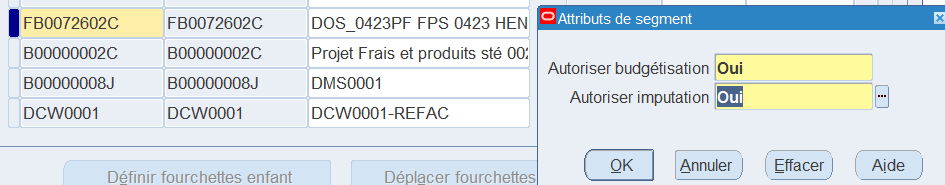 FB0072602C FB0072602C DOS_0423PF FPS 0423 HEN
B00000002C B00000002C Projet Frais et produits sté 002
B00000008J B00000008J DMS0001
DCW0001 DCW0001 DCW0001-REFAC
Définir fourchettes enfant Déplacer fourchettes
Attributs de segment
Autoriser budgétisation Oui
Autoriser imputation Oui
OK Annuler Effacer Aide